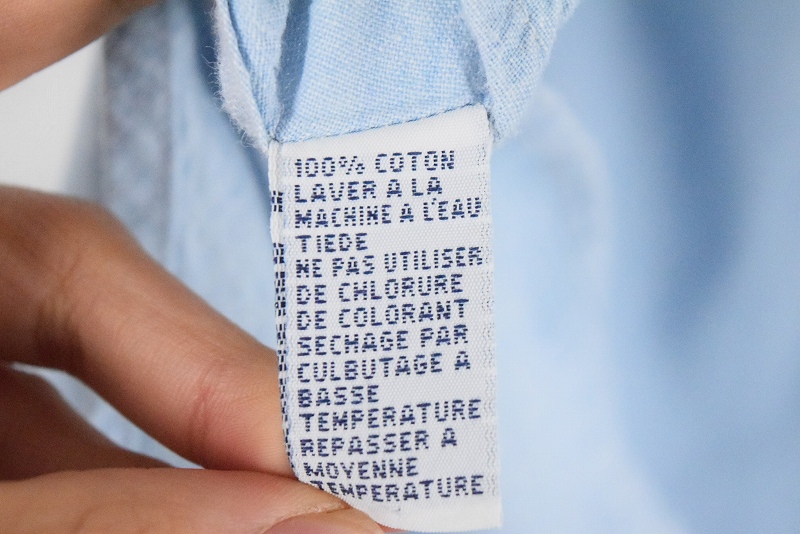 100% COTON
LAVER A LA
MACHINE A L'EAU
TIEDE
NE PAS UTILISER
DE CHLORURE
DE COLORANT
SECHAGE PAR
CULBUTAGE A
BASSE
TEMPERATURE
REPASSER A
MOYENNE
TEMPERATURE